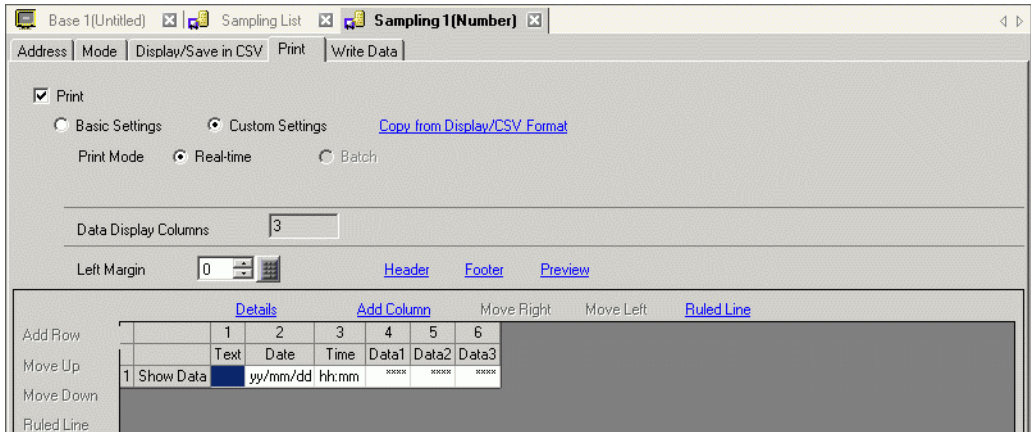 Base 1(Untitled) Sampling List Sampling 1(Number)
Address Mode Display/Save in CSV Print Write Data
Print
Basic Settings Custom Settings Copy from Display/CSV Format
Print Mode Real-time Batch
Data Display Columns 3
Left Margin 0 Header Footer Preview
Details Add Column Move Right Move Left Ruled Line
Add Row
1 2 3 4 5 6
Text Date Time Data1 Data2 Data3
Move Up
1 Show Data yy/mm/dd hh:mm **** **** ****
Move Down
Ruled Line